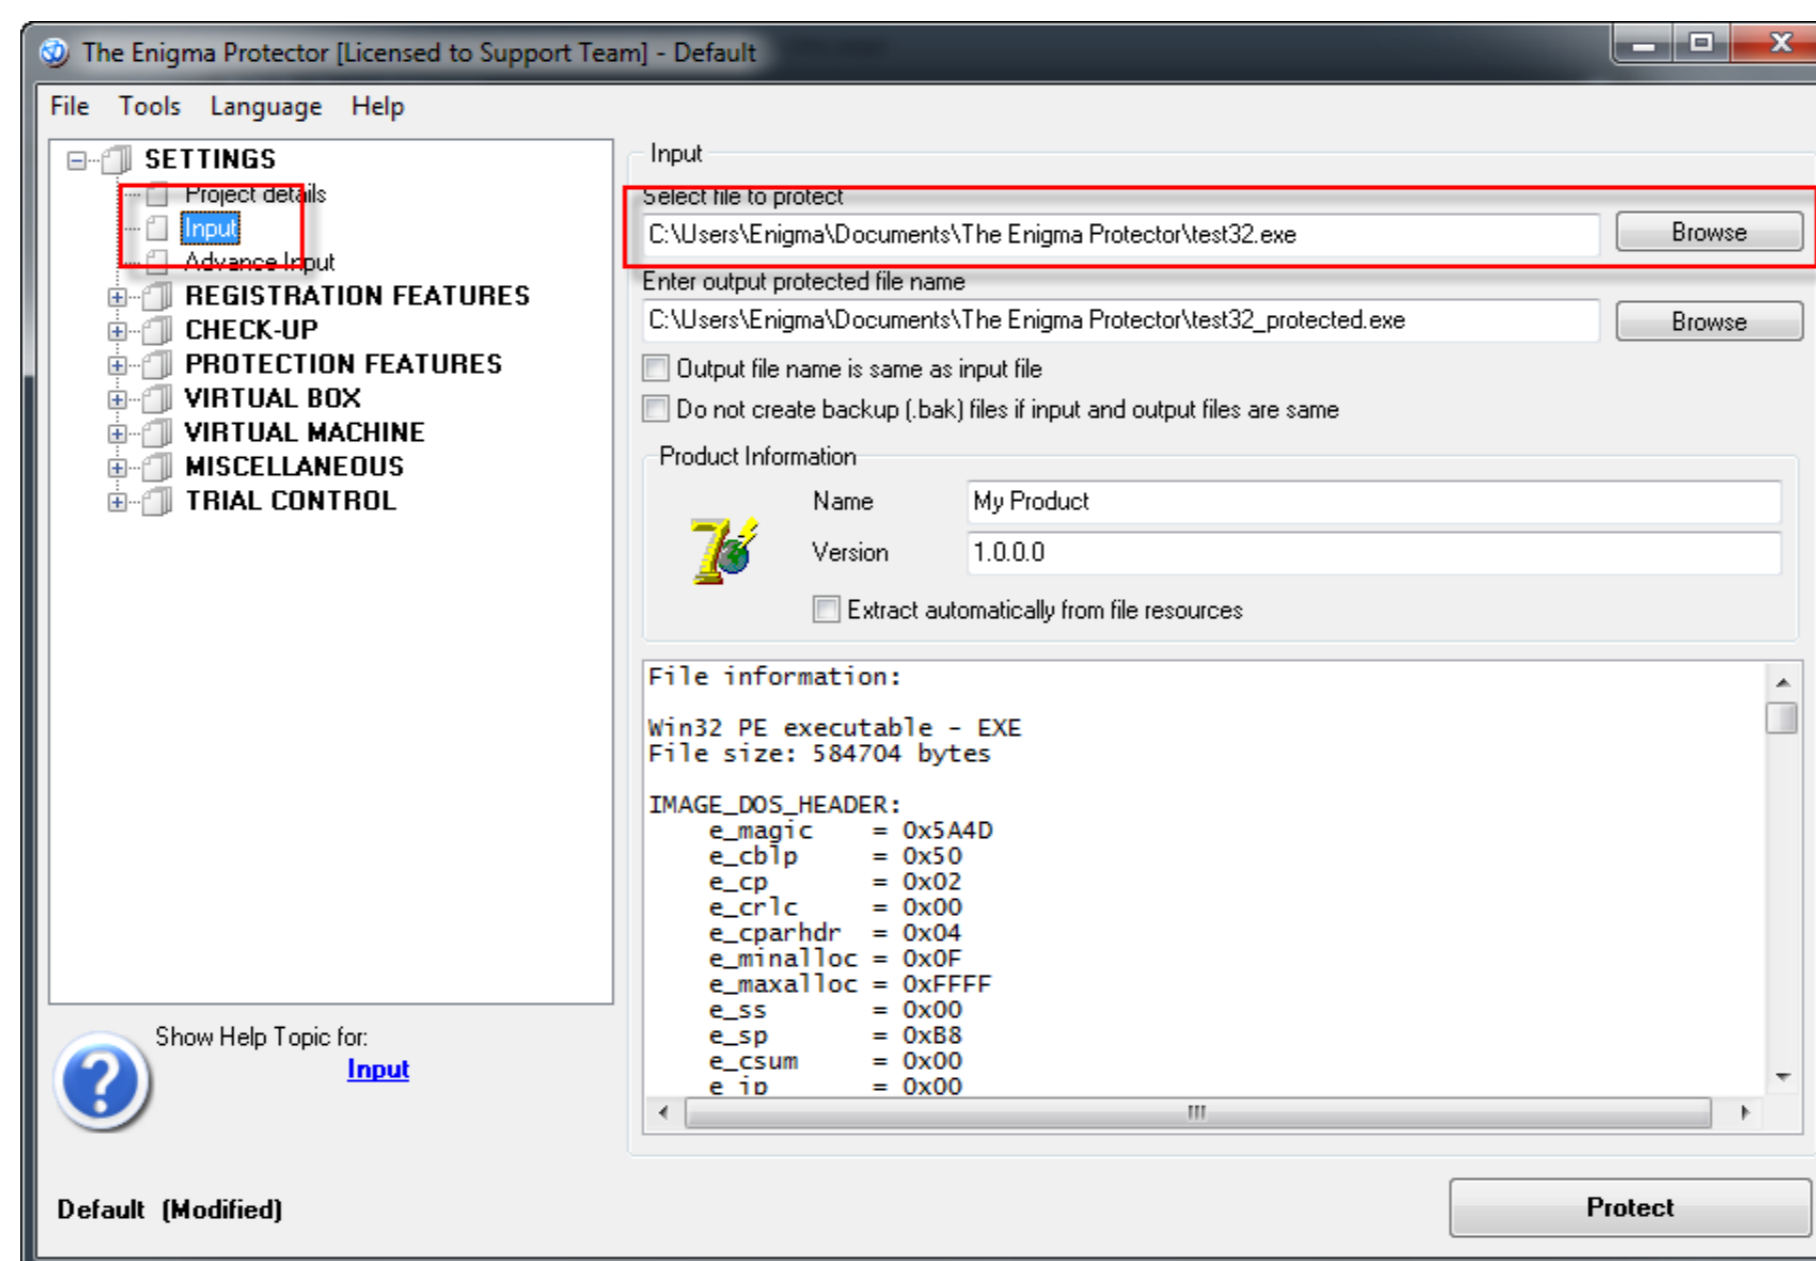 The Enigma Protector [Licensed to Support Team] - Default
File Tools Language Help
SETTINGS
Project details
Input
Advance Input
REGISTRATION FEATURES
CHECK-UP
PROTECTION FEATURES
VIRTUAL BOX
VIRTUAL MACHINE
MISCELLANEOUS
TRIAL CONTROL
Show Help Topic for:
Input
Input
Select file to protect
C:\Users\Enigma\Documents\The Enigma Protector\test32.exe
Browse
Enter output protected file name
C:\Users\Enigma\Documents\The Enigma Protector\test32_protected.exe
Browse
Output file name is same as input file
Do not create backup (.bak) files if input and output files are same
Product Information
Name My Product
Version 1.0.0.0
Extract automatically from file resources
File information:
Win32 PE executable - EXE
File size: 584704 bytes
IMAGE_DOS_HEADER:
e_magic = 0x5A4D
e_cblp = 0x50
e_cp = 0x02
e_crlc = 0x00
e_cparhdr = 0x04
e_minalloc = 0x0F
e_maxalloc = 0xFFFF
e_ss = 0x00
e_sp = 0xB8
e_csum = 0x00
e_ip = 0x00
Default (Modified)
Protect